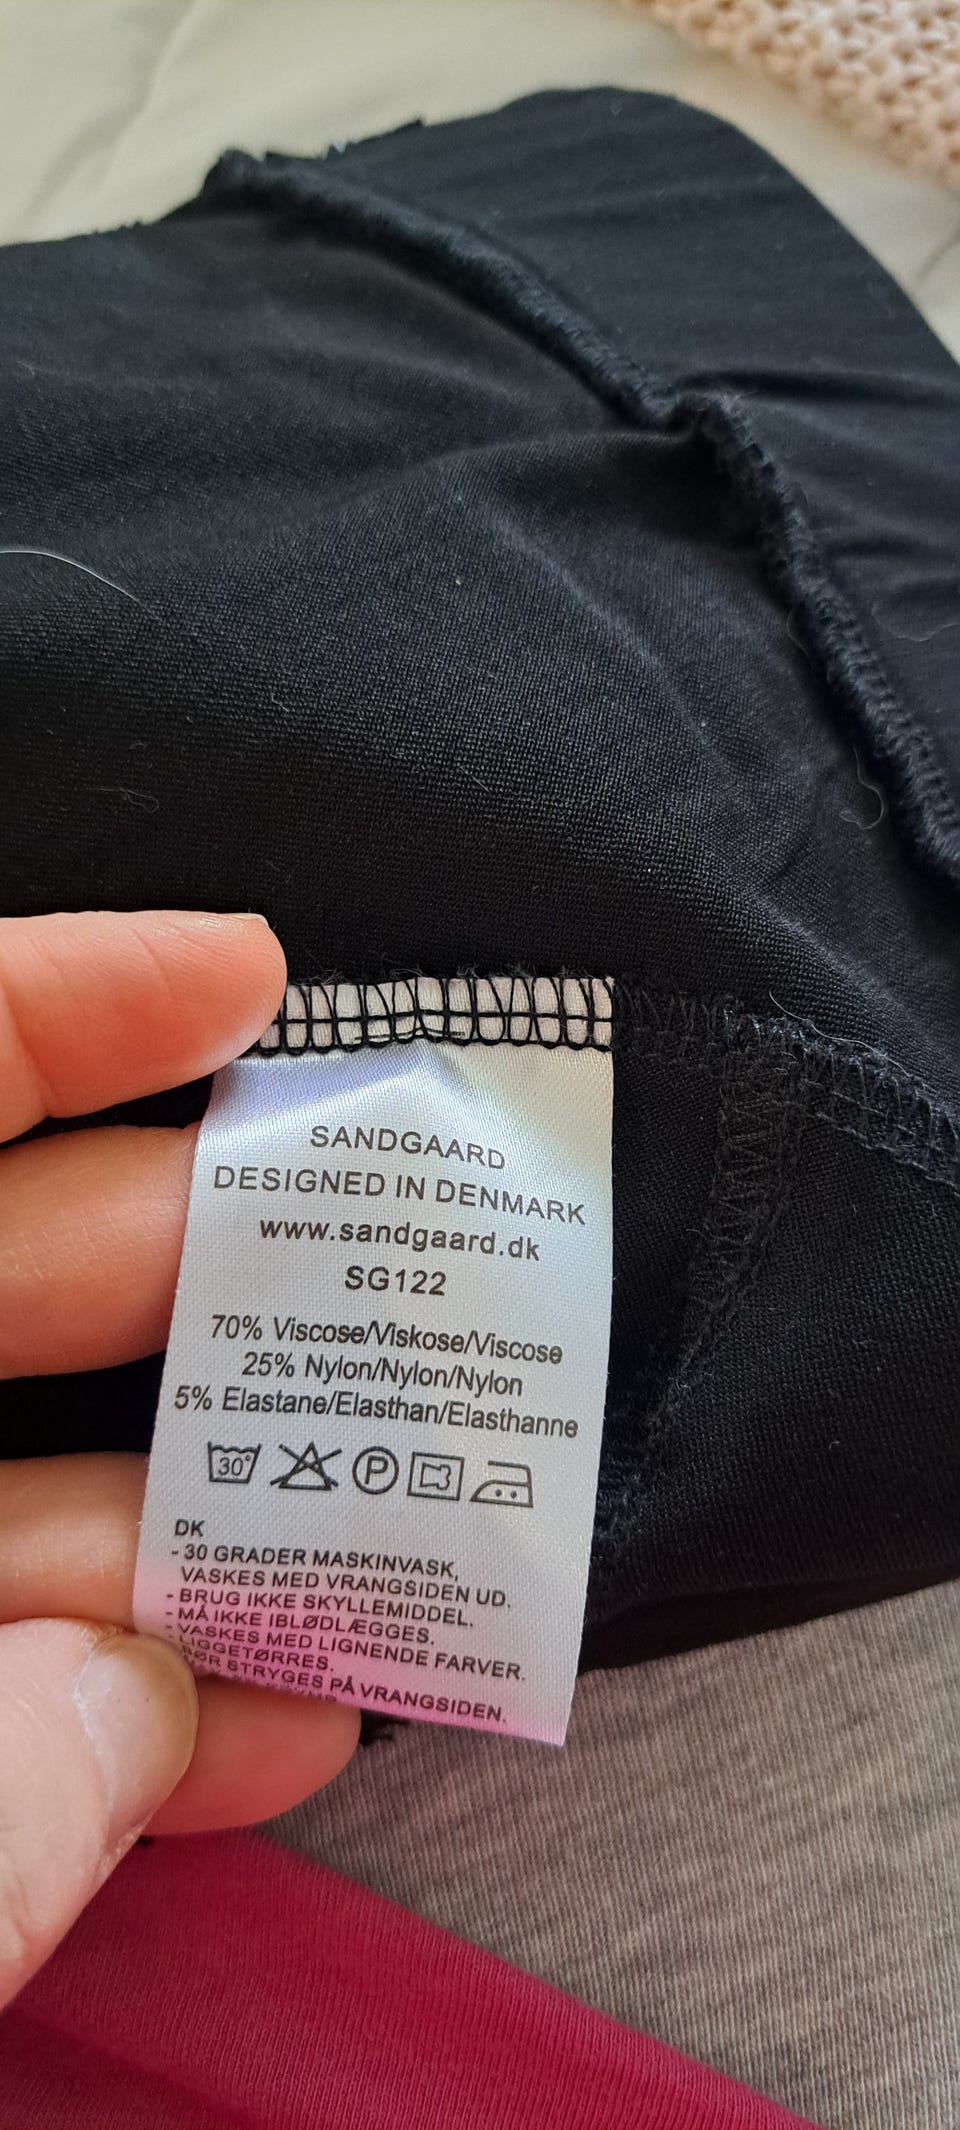 SANDGAARD
DESIGNED IN DENMARK
www.sandgaard.dk
SG122
70% Viscose/Viskose/Viscose
25% Nylon/Nylon/Nylon
5% Elastane/Elasthan/Elasthanne
30°
P
DK
- 30 GRADER MASKINVASK,
VASKES MED VRANGSIDEN UD.
- BRUG IKKE SKYLLEMIDDEL.
- MÅ IKKE IBLØDLÆGGES.
- VASKES MED LIGNENDE FARVER.
- LIGGETØRRES.
BØR STRYGES PÅ VRANGSIDEN.